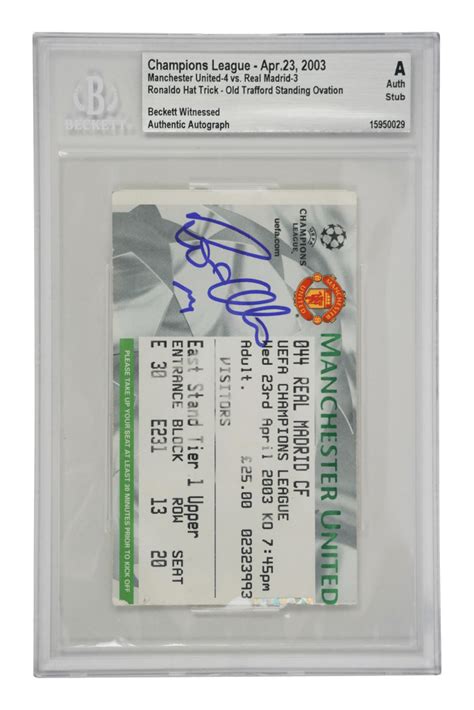 Champions League - Apr.23, 2003
Manchester United-4 vs. Real Madrid-3
Ronaldo Hat Trick - Old Trafford Standing Ovation
Beckett Witnessed
Authentic Autograph
A
Auth
Stub
15950029
B
BECKETT
MANCHESTER UNITED
MANCHESTER
UNITED
UEFA
CHAMPIONS
LEAGUE
uefa.com
044 REAL MADRID CF
UEFA CHAMPIONS LEAGUE
Wed 23rd April 2003 KO 7:45pm
Adult. £25.00 02323993
VISITORS
East Stand Tier 1 Upper
ENTRANCE BLOCK ROW SEAT
E 30 E231 13 20
PLEASE TAKE UP YOUR SEAT AT LEAST 30 MINUTES PRIOR TO KICK OFF